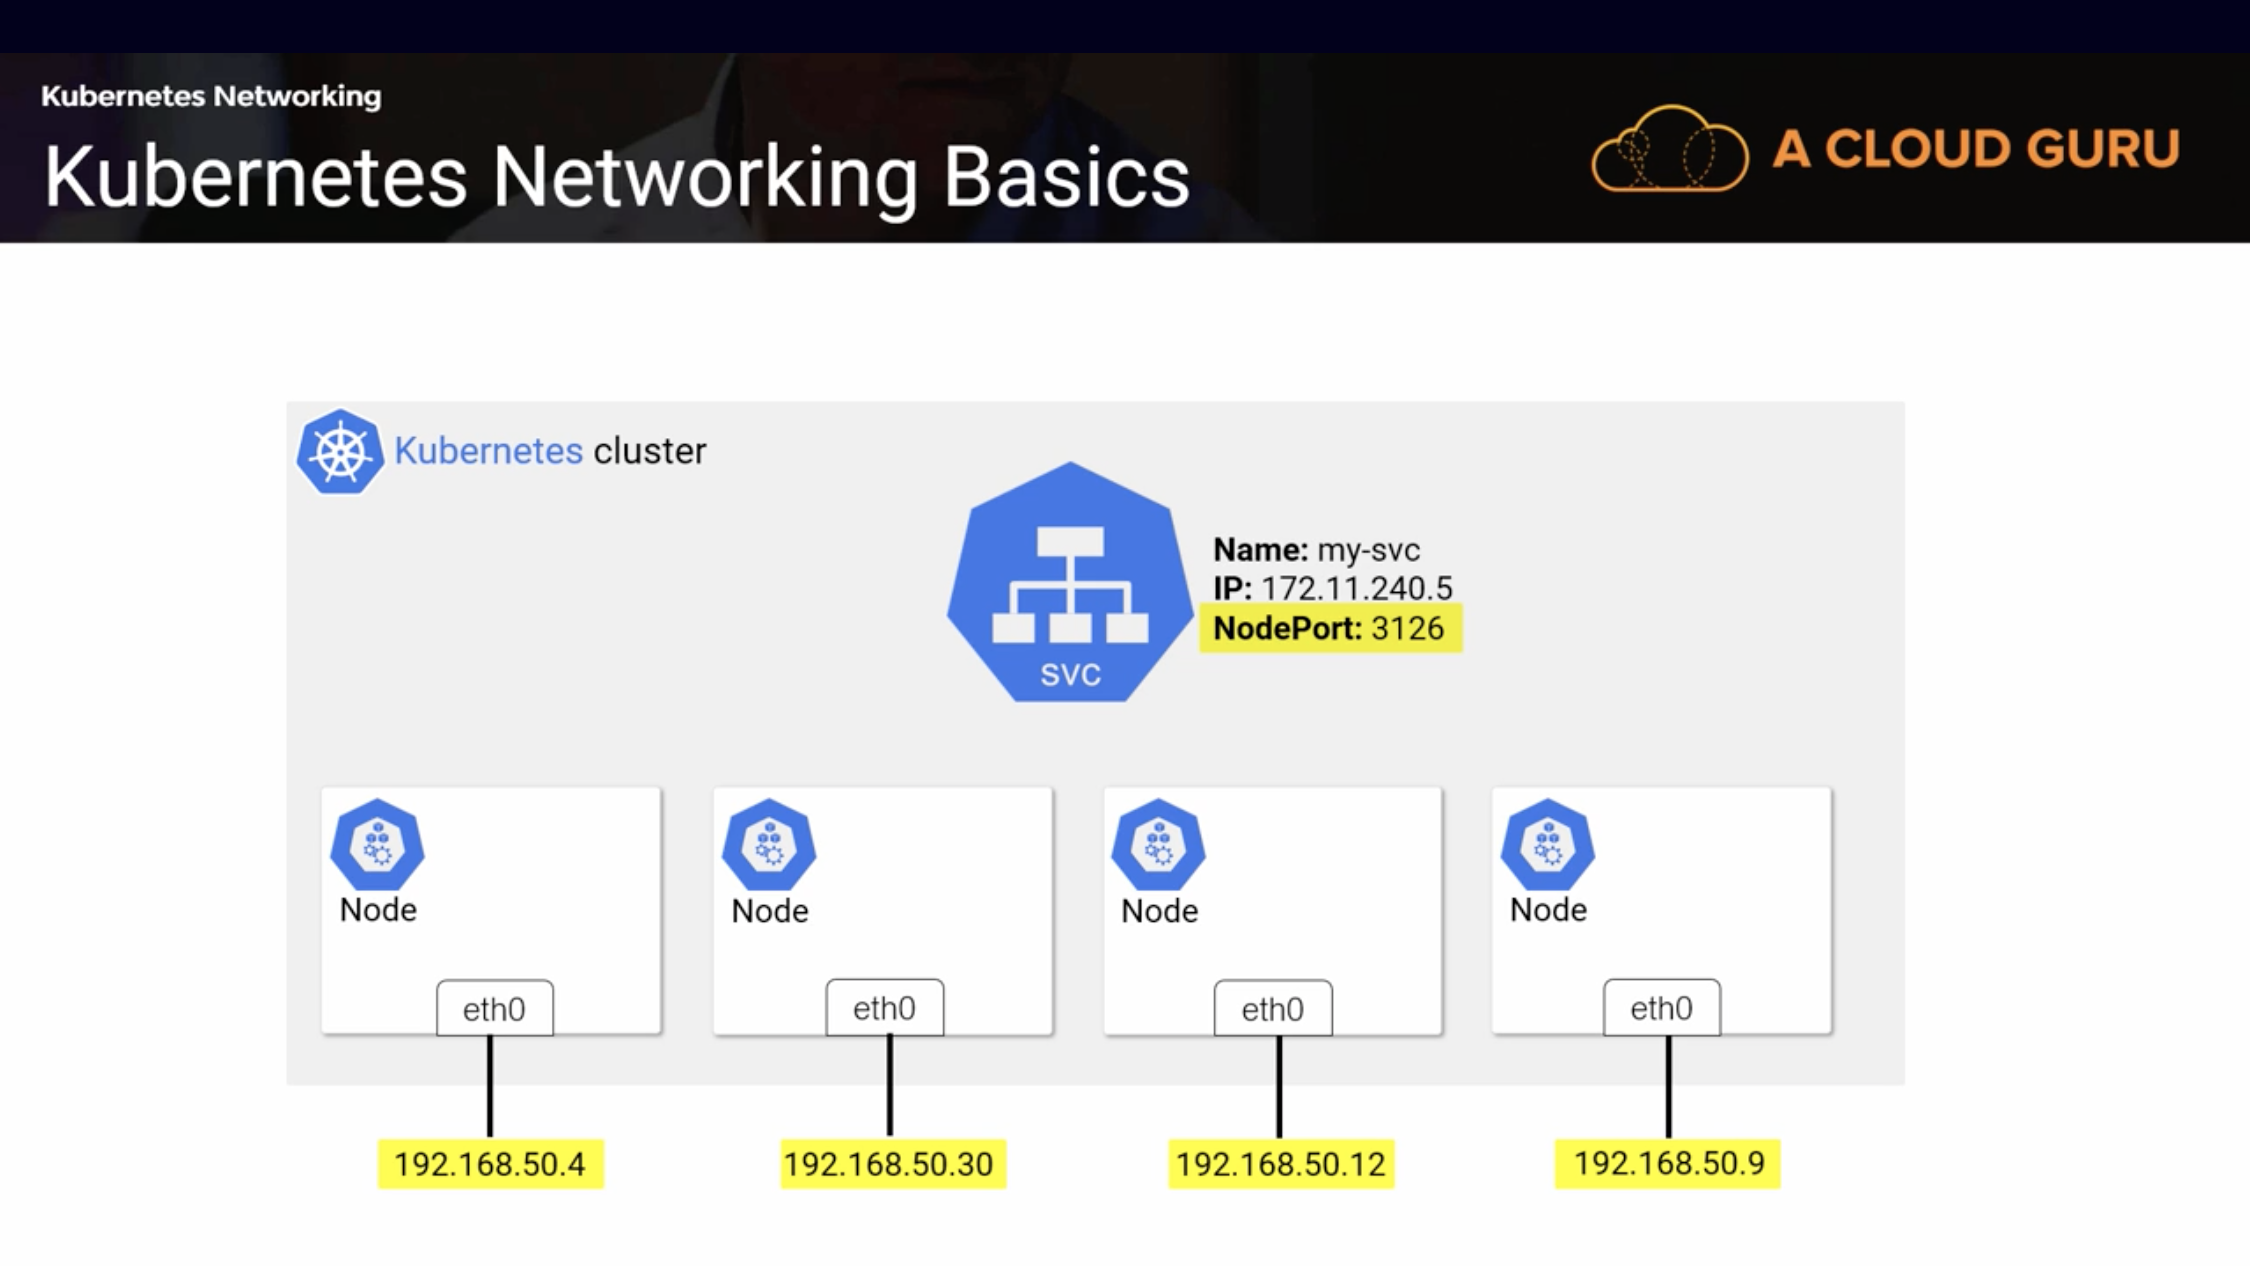 Kubernetes Networking
Kubernetes Networking Basics
A CLOUD GURU
Kubernetes cluster
Name: my-svc
IP: 172.11.240.5
NodePort: 3126
svc
Node
Node
Node
Node
eth0
eth0
eth0
eth0
192.168.50.4
192.168.50.30
192.168.50.12
192.168.50.9